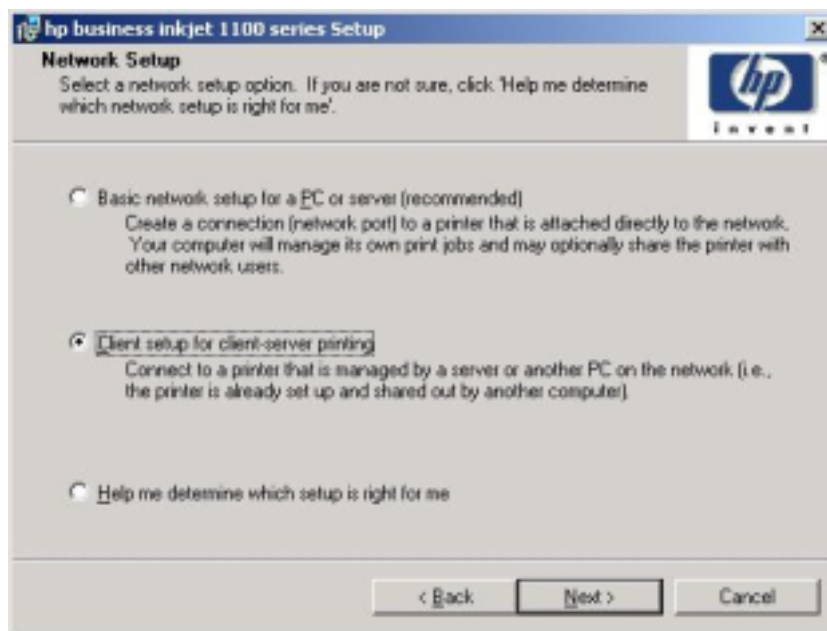 hp business inkjet 1100 series Setup
Network Setup
Select a network setup option. If you are not sure, click 'Help me determine
which network setup is right for me'.
hp
invent
Basic network setup for a PC or server (recommended)
Create a connection (network port) to a printer that is attached directly to the network.
Your computer will manage its own print jobs and may optionally share the printer with
other network users.
Client setup for client-server printing
Connect to a printer that is managed by a server or another PC on the network (i.e.,
the printer is already set up and shared out by another computer)
Help me determine which setup is right for me
< Back
Next >
Cancel